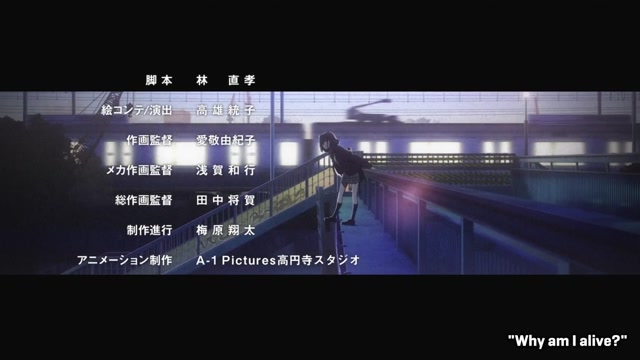 脚本 林 直孝
絵コンテ/演出 高雄統子
作画監督 愛敬由紀子
メカ作画監督 浅賀和行
総作画監督 田中将賀
制作進行 梅原翔太
アニメーション制作 A-1 Pictures高円寺スタジオ
"Why am I alive?"